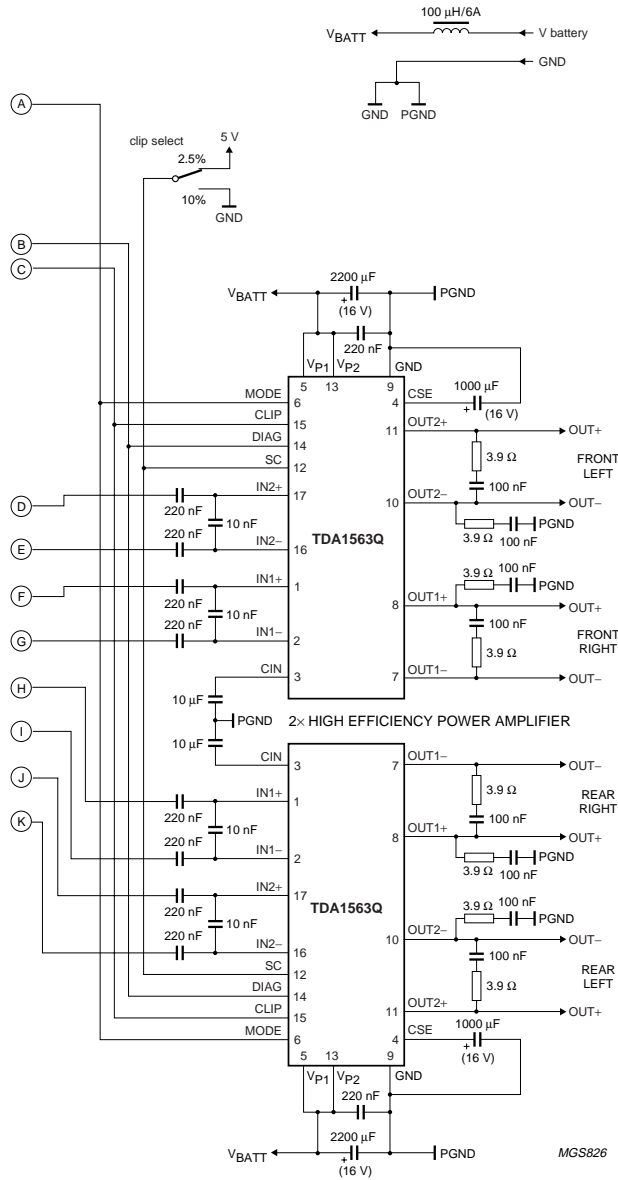 100 µH/6A
VBATT
V battery
GND
GND PGND
A
clip select
5 V
2.5%
10%
GND
B
C
VBATT
2200 µF
+
(16 V)
PGND
220 nF
VP1 VP2 GND
5 13 9
MODE
6
CLIP
15
DIAG
14
SC
12
CSE
4
1000 µF
+
(16 V)
OUT2+
11
OUT+
3.9 Ω
100 nF
FRONT
LEFT
OUT2−
10
OUT−
3.9 Ω
100 nF
PGND
D
220 nF
IN2+
17
10 nF
E
220 nF
IN2−
16
TDA1563Q
F
220 nF
IN1+
1
10 nF
G
220 nF
IN1−
2
3.9 Ω
100 nF
PGND
OUT1+
8
OUT+
100 nF
3.9 Ω
FRONT
RIGHT
OUT1−
7
OUT−
CIN
3
10 µF
PGND
2× HIGH EFFICIENCY POWER AMPLIFIER
10 µF
CIN
3
H
I
J
K
220 nF
IN1+
1
10 nF
220 nF
IN1−
2
220 nF
IN2+
17
10 nF
220 nF
IN2−
16
TDA1563Q
OUT1−
7
OUT−
3.9 Ω
100 nF
REAR
RIGHT
OUT1+
8
OUT+
3.9 Ω
100 nF
PGND
3.9 Ω
100 nF
PGND
OUT2−
10
OUT−
100 nF
3.9 Ω
REAR
LEFT
OUT2+
11
OUT+
SC
12
DIAG
14
CLIP
15
MODE
6
CSE
4
1000 µF
+
(16 V)
5 13 9
VP1 VP2 GND
220 nF
VBATT
2200 µF
+
(16 V)
PGND
MGS826